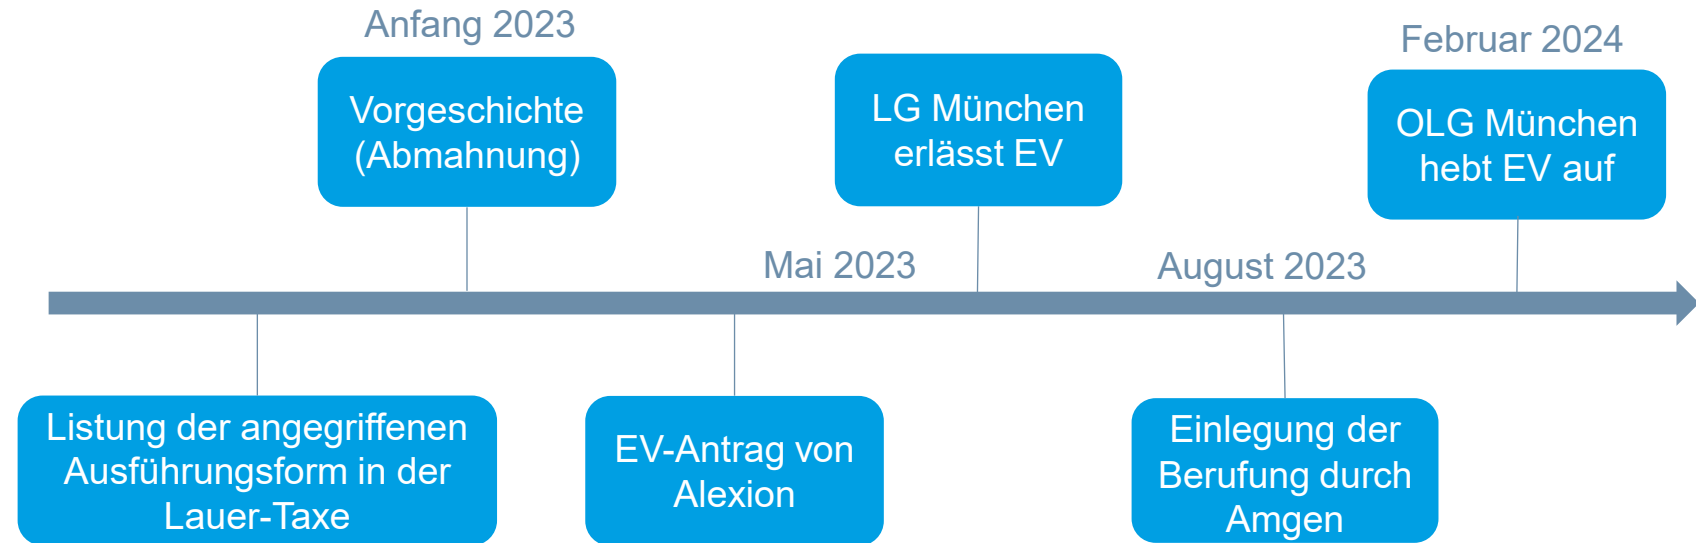 Anfang 2023
Vorgeschichte
(Abmahnung)
LG München
erlässt EV
Februar 2024
OLG München
hebt EV auf
Mai 2023
August 2023
Listung der angegriffenen
Ausführungsform in der
Lauer-Taxe
EV-Antrag von
Alexion
Einlegung der
Berufung durch
Amgen